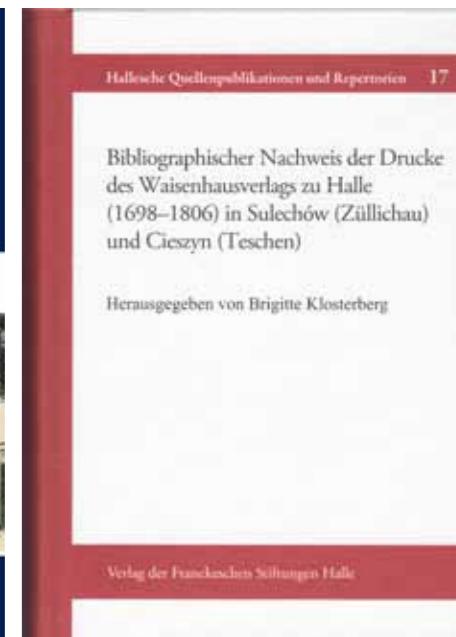 Hallesche Quellenpublikationen und Repertorien 17
Bibliographischer Nachweis der Drucke
des Waisenhausverlags zu Halle
(1698–1806) in Sulechów (Züllichau)
und Cieszyn (Teschen)
Herausgegeben von Brigitte Klosterberg
Verlag der Franckeschen Stiftungen Halle